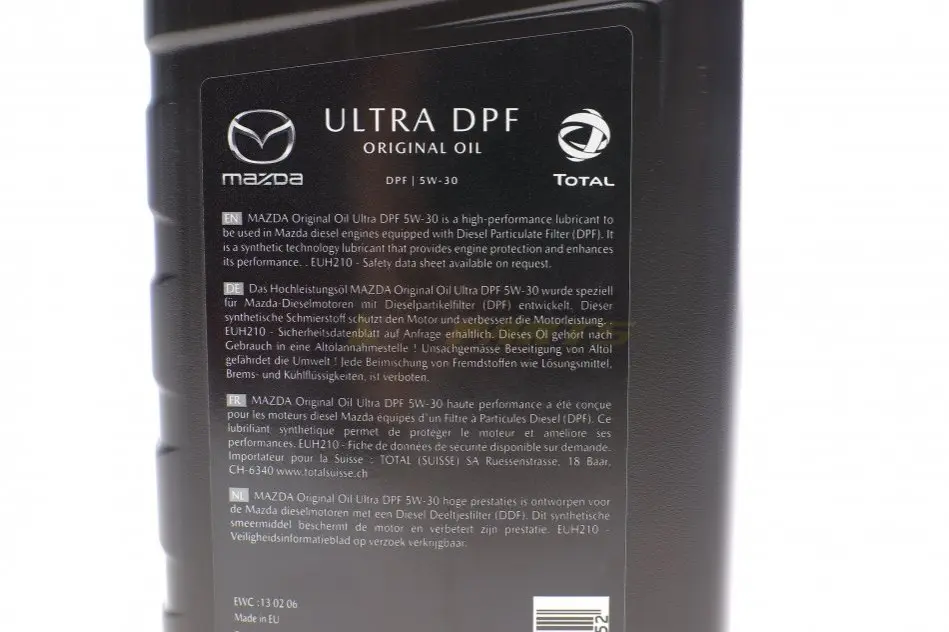 ULTRA DPF
ORIGINAL OIL
mazda
DPF | 5W-30
TOTAL
EN MAZDA Original Oil Ultra DPF 5W-30 is a high-performance lubricant to
be used in Mazda diesel engines equipped with Diesel Particulate Filter (DPF). It
is a synthetic technology lubricant that provides engine protection and enhances
its performance. . EUH210 - Safety data sheet available on request.
DE Das Hochleistungsöl MAZDA Original Oil Ultra DPF 5W-30 wurde speziell
für Mazda-Dieselmotoren mit Dieselpartikelfilter (DPF) entwickelt. Dieser
synthetische Schmierstoff schützt den Motor und verbessert die Motorleistung.
EUH210 - Sicherheitsdatenblatt auf Anfrage erhältlich. Dieses Öl gehört nach
Gebrauch in eine Altölannahmestelle ! Unsachgemässe Beseitigung von Altöl
gefährdet die Umwelt ! Jede Beimischung von Fremdstoffen wie Lösungsmittel,
Brems- und Kühlflüssigkeiten, ist verboten.
FR MAZDA Original Oil Ultra DPF 5W-30 haute performance a été conçue
pour les moteurs diesel Mazda équipes d'un Filtre à Particules Diesel (DPF). Ce
lubrifiant synthétique permet de protéger le moteur et améliore ses
performances. EUH210 - Fiche de données de sécurité disponible sur demande.
Importateur pour la Suisse : TOTAL (SUISSE) SA Ruessenstrasse, 18 Baar,
CH-6340 www.totalsuisse.ch
NL MAZDA Original Oil Ultra DPF 5W-30 hoge prestaties is ontworpen voor
de Mazda dieselmotoren met een Diesel Deeltjesfilter (DDF). Dit synthetische
smeermiddel beschermt de motor en verbetert zijn prestatie. EUH210 -
Veiligheidsinformatieblad op verzoek verkrijgbaar.
EWC :13 02 06
Made in EU
52